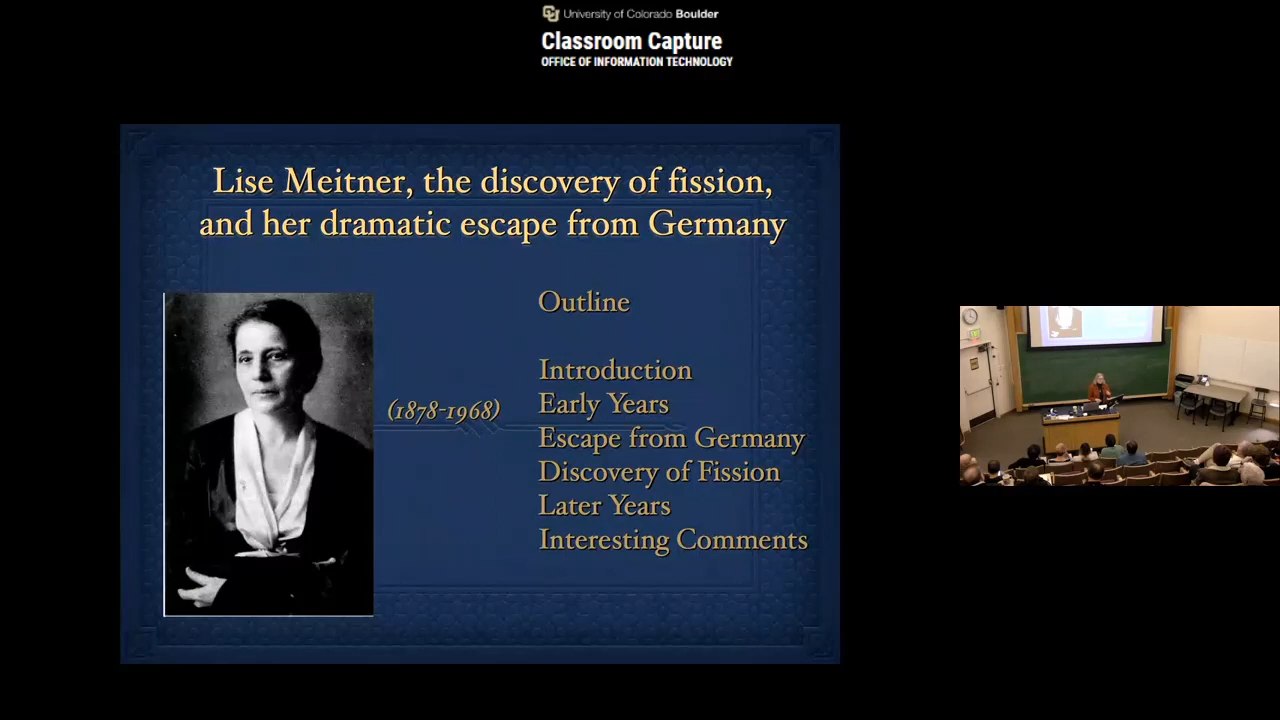 University of Colorado Boulder
Classroom Capture
OFFICE OF INFORMATION TECHNOLOGY
Lise Meitner, the discovery of fission,
and her dramatic escape from Germany
(1878-1968)
Outline
Introduction
Early Years
Escape from Germany
Discovery of Fission
Later Years
Interesting Comments